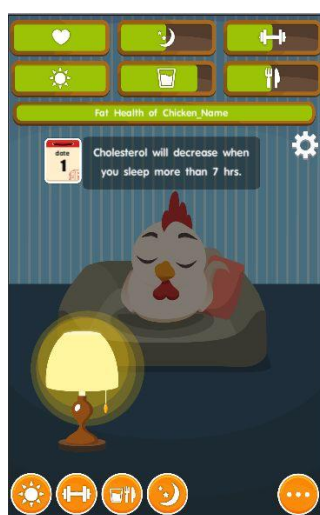 Fat Health of Chicken_Name
date
1
Cholesterol will decrease when
you sleep more than 7 hrs.